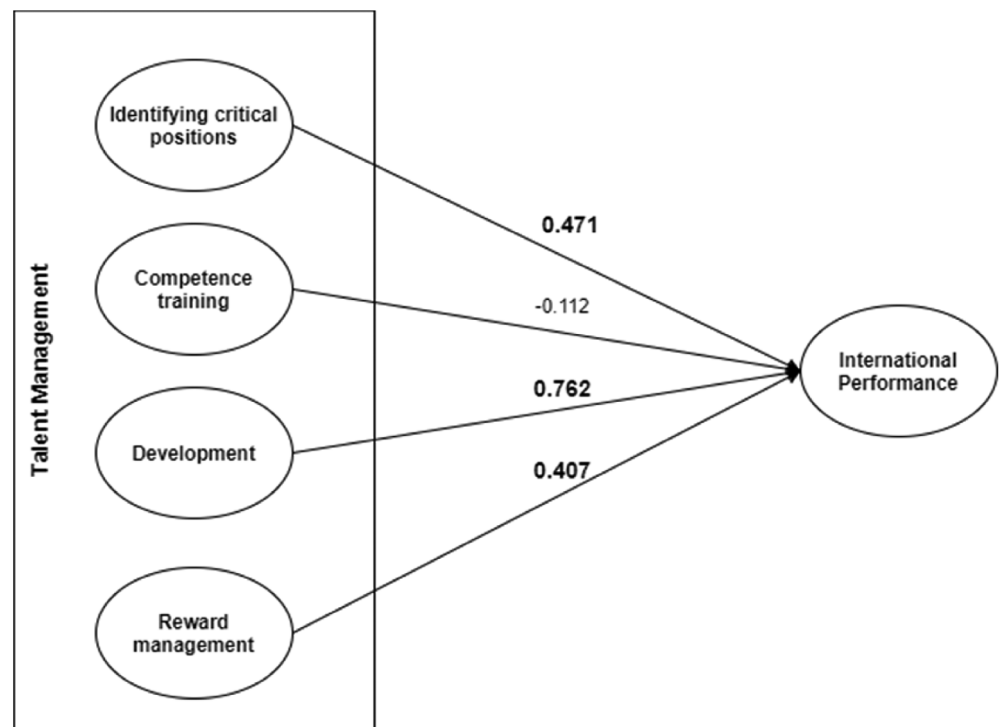 Talent Management
Identifying critical
positions
Competence
training
Development
Reward
management
0.471
-0.112
0.762
0.407
International
Performance